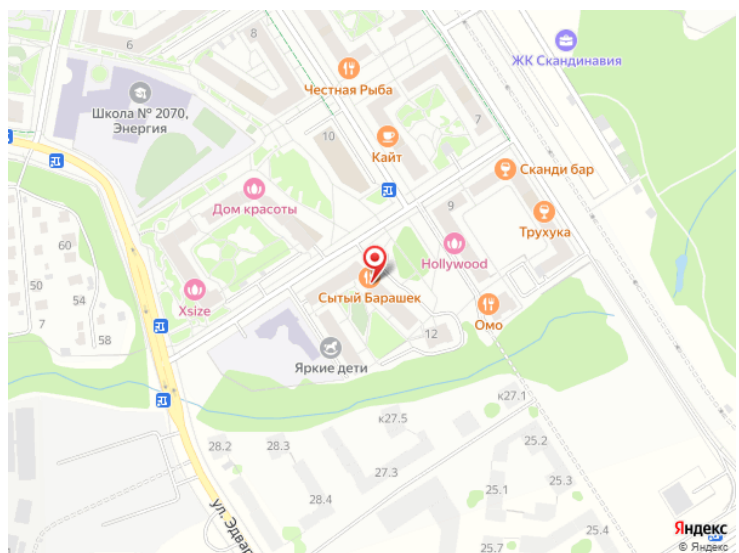 6
8
ЖК Скандинавия
Честная Рыба
Школа № 2070,
Энергия
7
10
Кайт
Сканди бар
Дом красоты
9
Трухука
60
Hollywood
50
54
Сытый Барашек
Xsize
7
Омо
58
12
Яркие дети
к27.1
к27.5
28.2
28.3
25.2
27.3
25.1
28.4
25.4
ул. Эдвар
25.7
Яндекс
© Яндекс